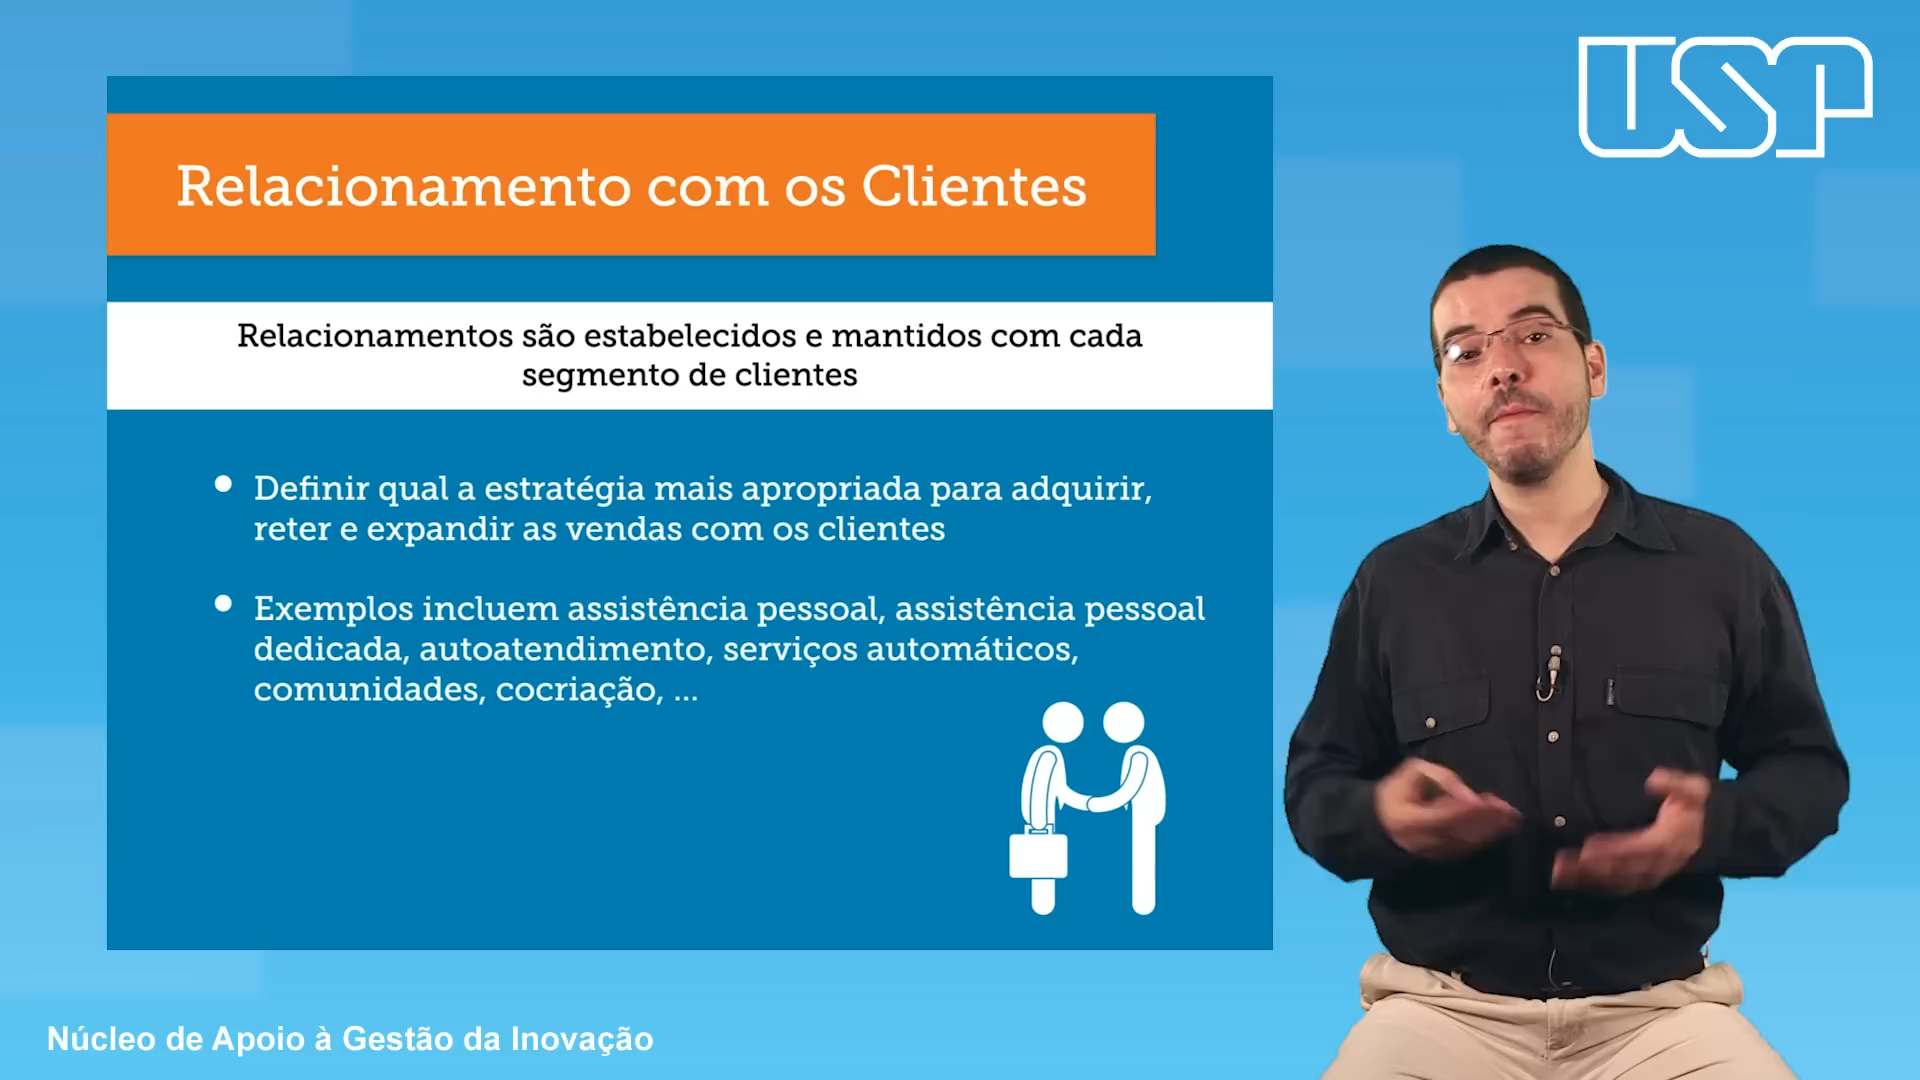 USP
Relacionamento com os Clientes
Relacionamentos são estabelecidos e mantidos com cada
segmento de clientes
• Definir qual a estratégia mais apropriada para adquirir,
reter e expandir as vendas com os clientes
• Exemplos incluem assistência pessoal, assistência pessoal
dedicada, autoatendimento, serviços automáticos,
comunidades, cocriação, ...
Núcleo de Apoio à Gestão da Inovação